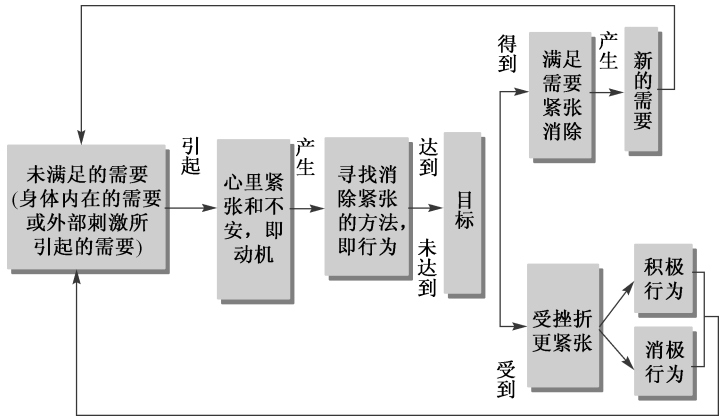 未满足的需要
(身体内在的需要
或外部刺激所
引起的需要)
引起
心里紧
张和不
安，即
动机
产生
寻找消
除紧张
的方法，
即行为
达到
未达到
目标
得到
满足
需要
紧张
消除
产生
新的需要
受到
受挫折
更紧张
积极
行为
消极
行为